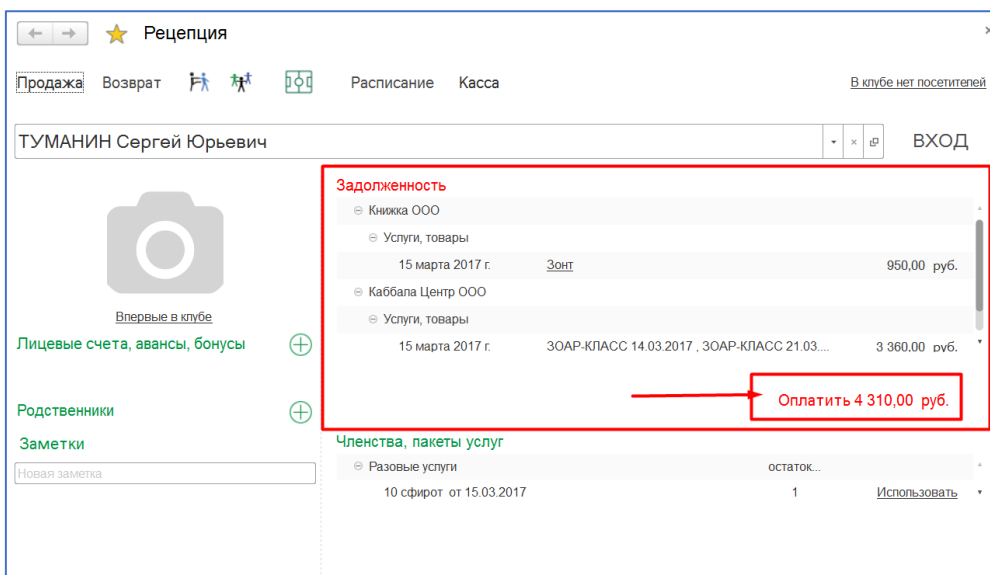 Рецепция
Продажа Возврат Расписание Касса В клубе нет посетителей
ТУМАНИН Сергей Юрьевич ВХОД
Впервые в клубе
Лицевые счета, авансы, бонусы
Родственники
Заметки
Новая заметка
Задолженность
Книжка ООО
Услуги, товары
15 марта 2017 г. Зонт 950,00 руб.
Каббала Центр ООО
Услуги, товары
15 марта 2017 г. ЗОАР-КЛАСС 14.03.2017 , ЗОАР-КЛАСС 21.03.... 3 360,00 руб.
Оплатить 4 310,00 руб.
Членства, пакеты услуг
Разовые услуги остаток...
10 сфирот от 15.03.2017 1 Использовать